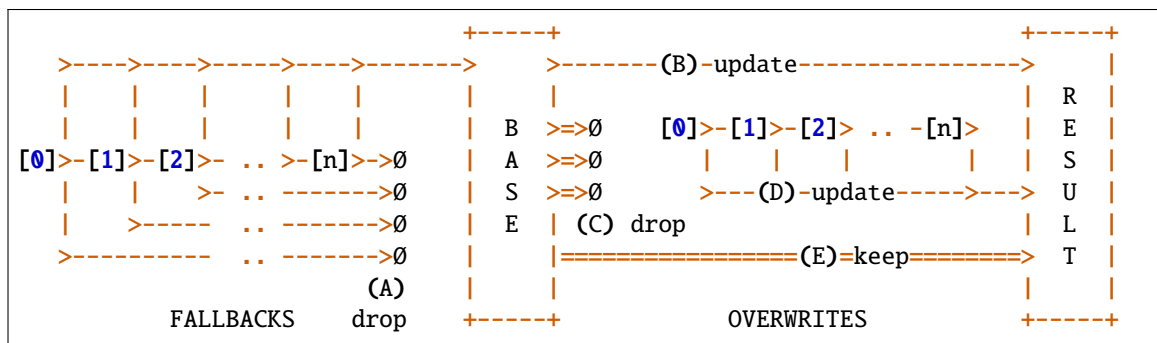 +-----+                                        +-----+
    >----->---->----->---->------->     >-------(B)-update---------------->     |
    |    |    |     |    |       |     |                                 |  R  |
    |    |    |     |    |       |  B  >=>Ø    [0]>-[1]>-[2]> .. -[n]>   |  E  |
[0]>-[1]>-[2]>- .. >-[n]>->Ø     |  A  >=>Ø       |    |    |        |   |  S  |
    |    |    >- .. ------->Ø    |  S  >=>Ø       >---(D)-update----->--->  U  |
    |    >----- .. ------->Ø     |  E  | (C) drop                        |  L  |
    >---------- .. ------->Ø     |     |=================(E)=keep========>  T  |
                          (A)    |     |                                 |     |
           FALLBACKS    drop   +-----+            OVERWRITES            +-----+